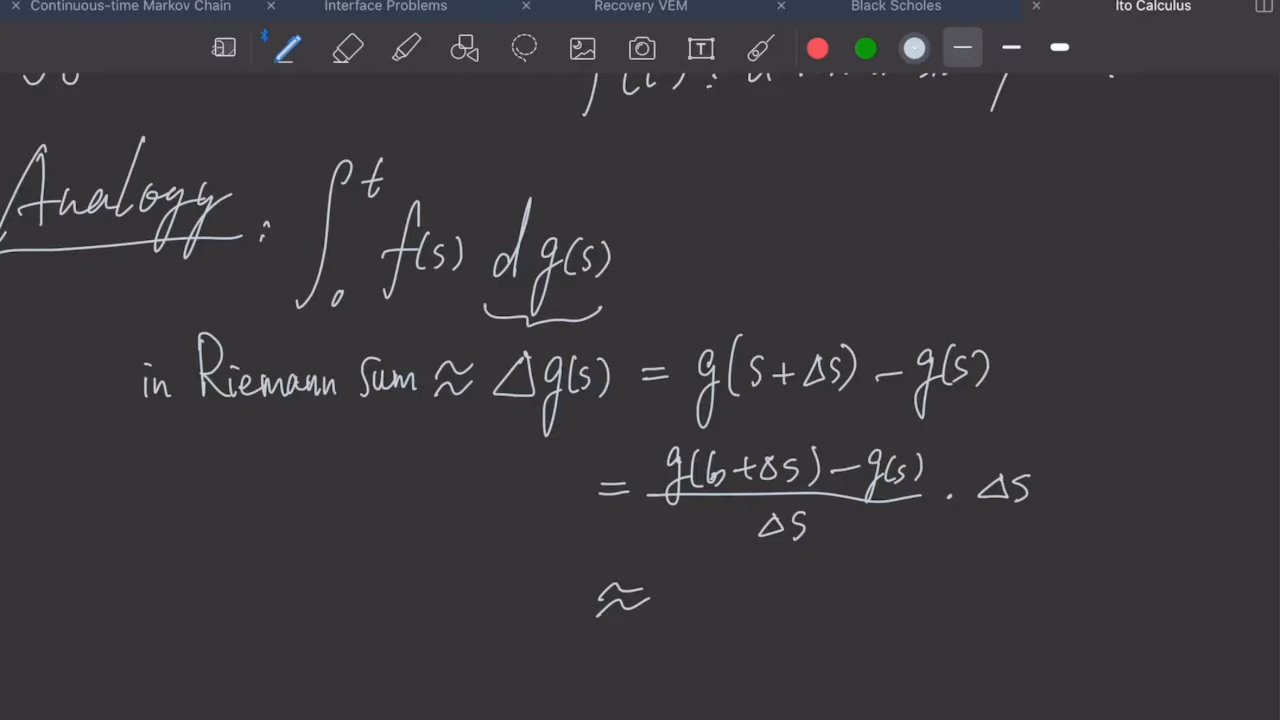 Continuous-time Markov Chain × Interface Problems × Recovery VEM × Black Scholes × Ito Calculus
Analogy : ∫₀ᵗ f(s) dg(s)
in Riemann sum ≈ Δg(s) = g(s+Δs) − g(s)
= g(s+Δs) − g(s) / Δs · Δs
≈